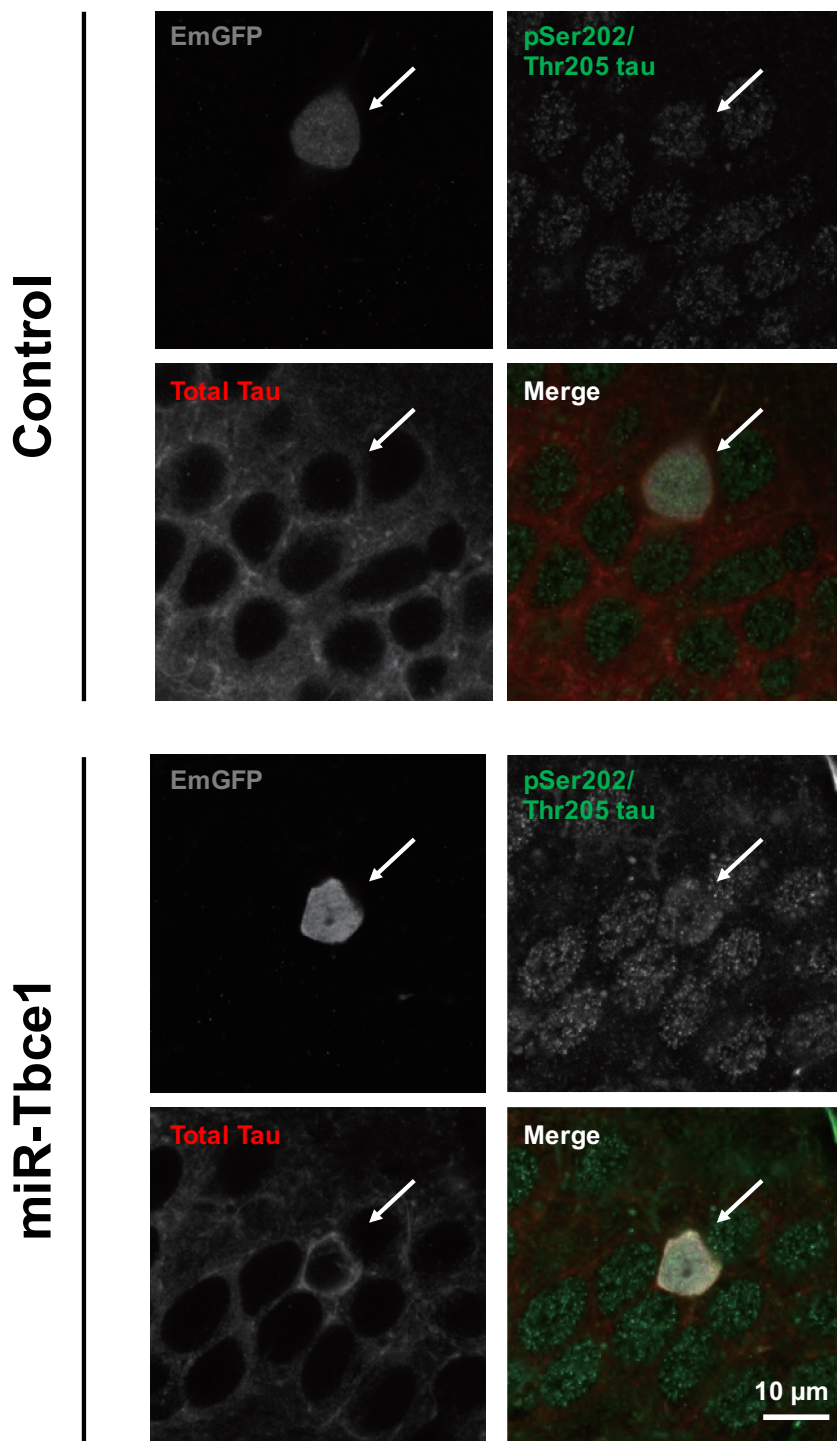 Control
EmGFP
pSer202/
Thr205 tau
Total Tau
Merge
miR-Tbce1
EmGFP
pSer202/
Thr205 tau
Total Tau
Merge
10 µm